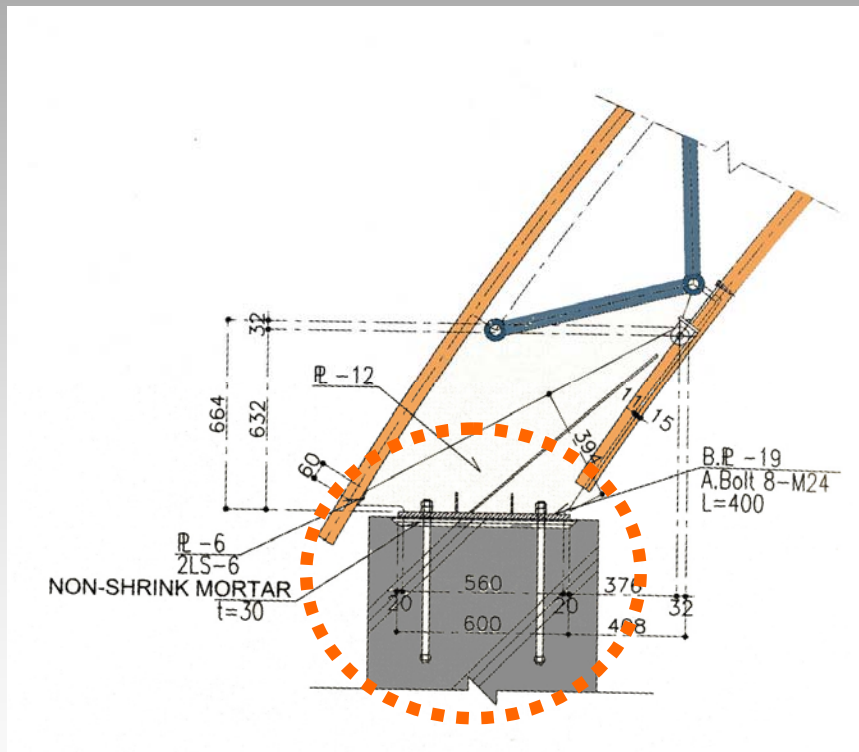 32
664
632
PL -12
60
11
15
394
B.PL -19
A.Bolt 8-M24
L=400
PL -6
2LS-6
NON-SHRINK MORTAR
t=30
20
560
20
376
32
600
408